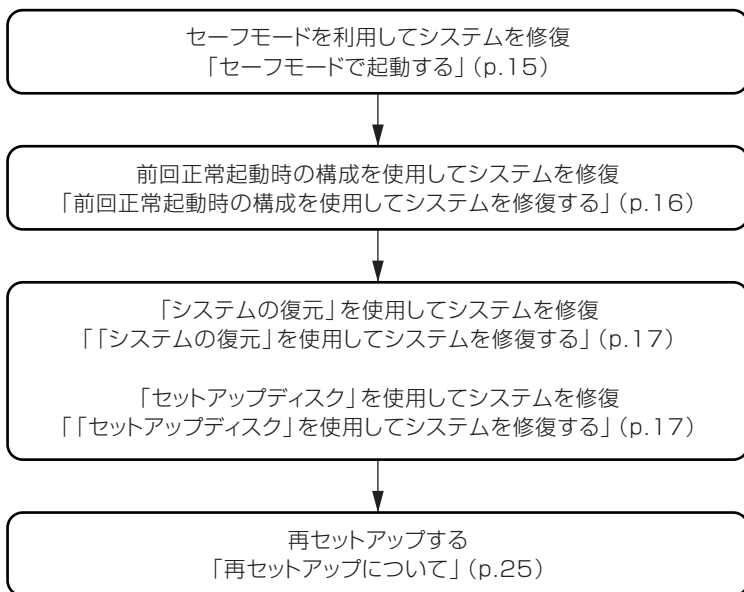 セーフモードを利用してシステムを修復
「セーフモードで起動する」(p.15)
前回正常起動時の構成を使用してシステムを修復
「前回正常起動時の構成を使用してシステムを修復する」(p.16)
「システムの復元」を使用してシステムを修復
「「システムの復元」を使用してシステムを修復する」(p.17)
「セットアップディスク」を使用してシステムを修復
「「セットアップディスク」を使用してシステムを修復する」(p.17)
再セットアップする
「再セットアップについて」(p.25)